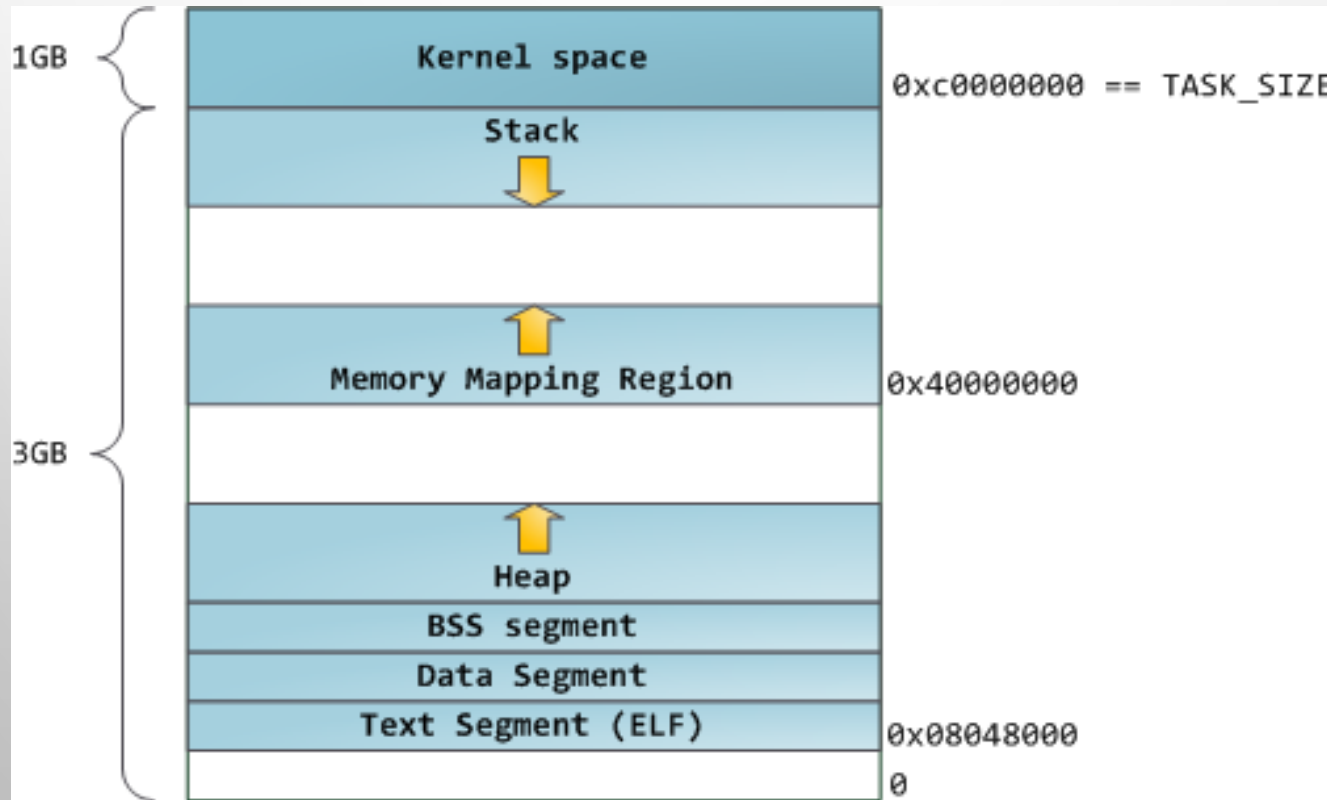 1GB
Kernel space
0xc0000000 == TASK_SIZE
Stack
Memory Mapping Region
0x40000000
3GB
Heap
BSS segment
Data Segment
Text Segment (ELF)
0x08048000
0